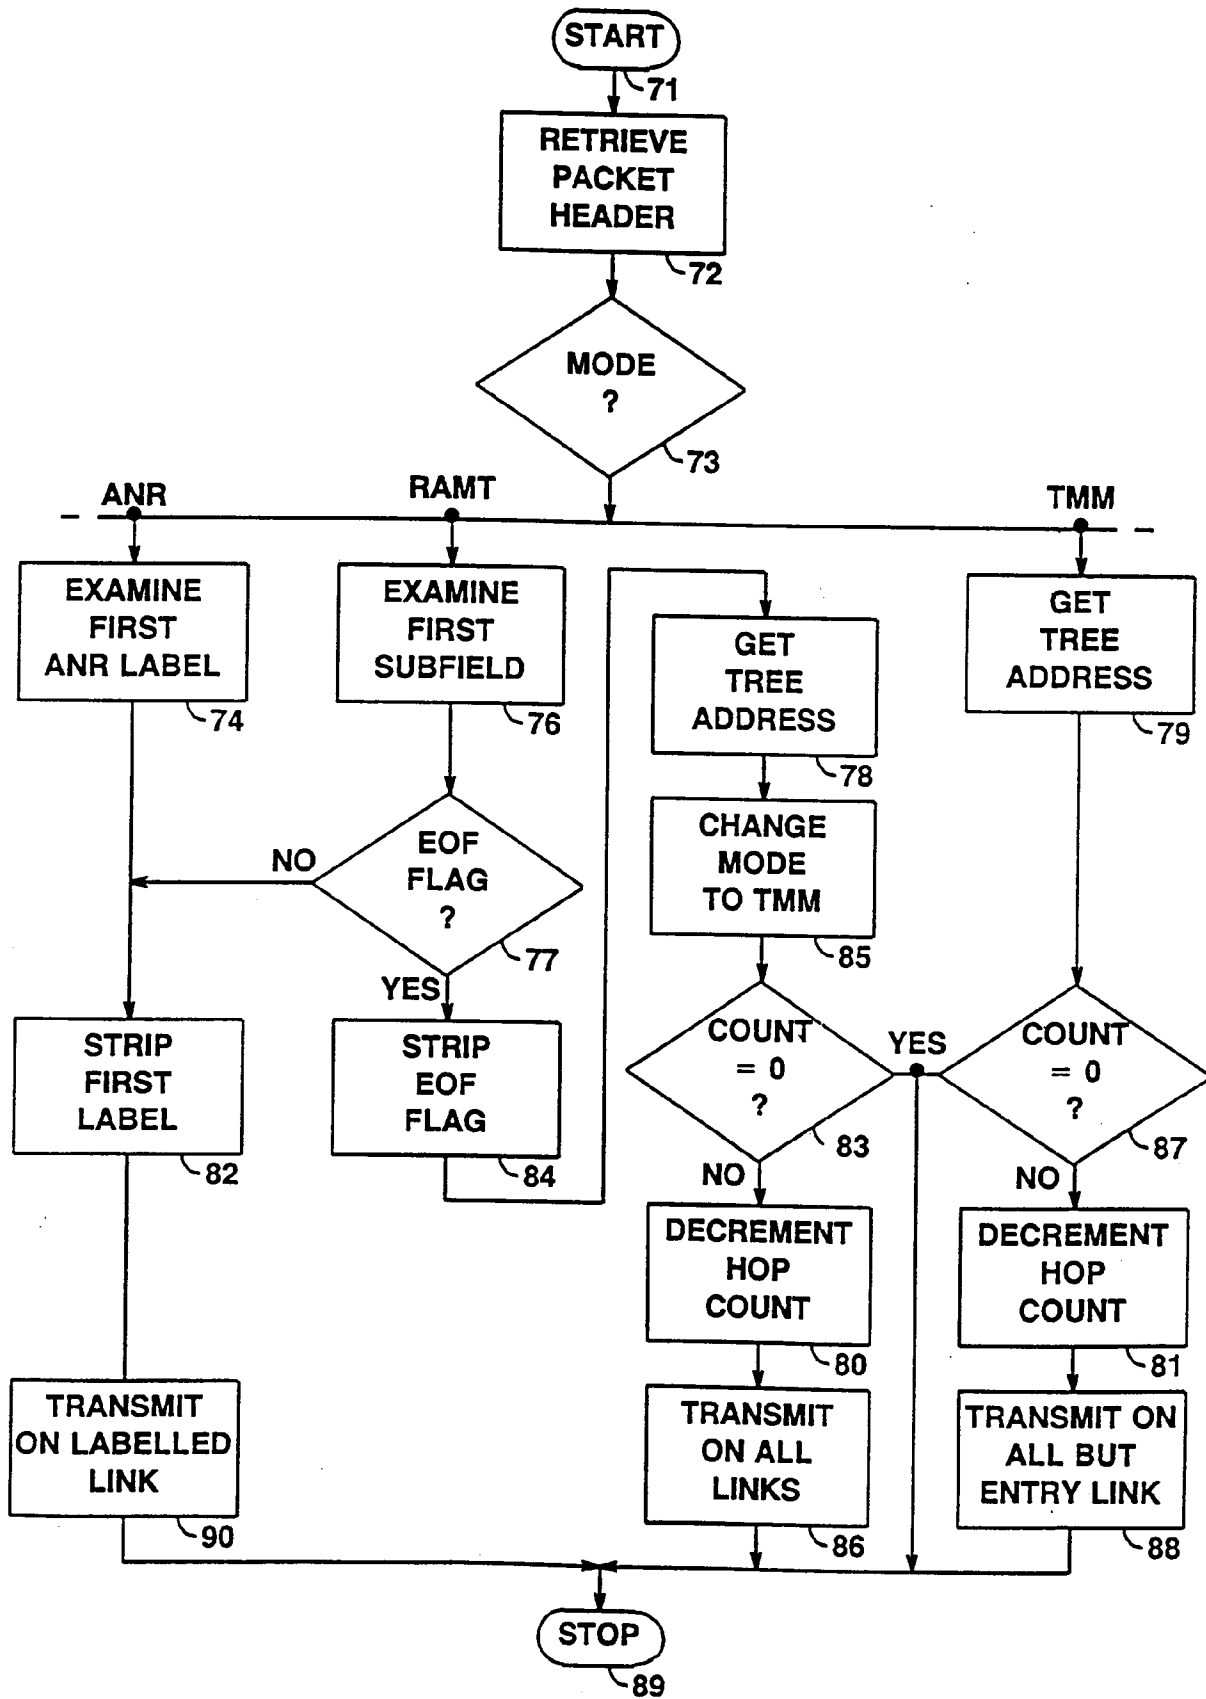 START
71
RETRIEVE
PACKET
HEADER
72
MODE
?
73
ANR
RAMT
TMM
EXAMINE
FIRST
ANR LABEL
74
EXAMINE
FIRST
SUBFIELD
76
GET
TREE
ADDRESS
78
GET
TREE
ADDRESS
79
EOF
FLAG
?
77
NO
YES
CHANGE
MODE
TO TMM
85
STRIP
FIRST
LABEL
82
STRIP
EOF
FLAG
84
COUNT
= 0
?
83
YES
COUNT
= 0
?
87
NO
NO
DECREMENT
HOP
COUNT
80
DECREMENT
HOP
COUNT
81
TRANSMIT
ON LABELLED
LINK
90
TRANSMIT
ON ALL
LINKS
86
TRANSMIT ON
ALL BUT
ENTRY LINK
88
STOP
89